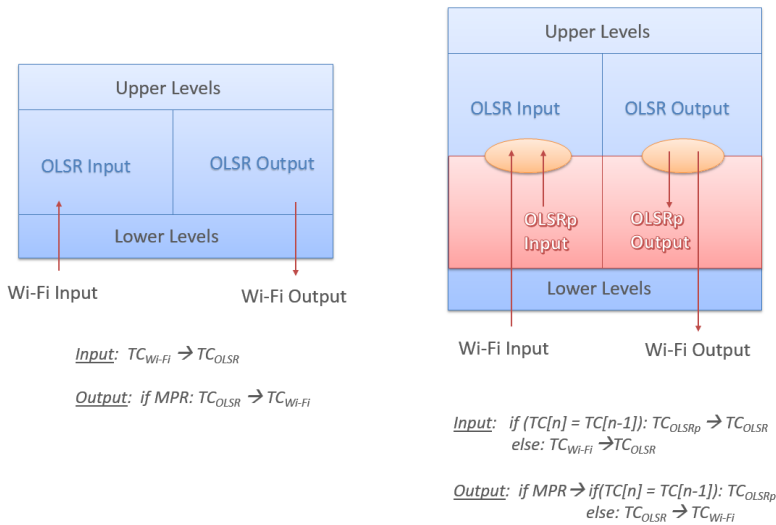 Upper Levels
OLSR Input
OLSR Output
Lower Levels
Wi-Fi Input
Wi-Fi Output
Input: TCWi-Fi → TCOLSR
Output: if MPR: TCOLSR → TCWi-Fi
Upper Levels
OLSR Input
OLSR Output
OLSRp
Input
OLSRp
Output
Lower Levels
Wi-Fi Input
Wi-Fi Output
Input: if (TC[n] = TC[n-1]): TCOLSRp → TCOLSR
else: TCWi-Fi →TCOLSR
Output: if MPR→ if(TC[n] = TC[n-1]): TCOLSRp
else: TCOLSR → TCWi-Fi